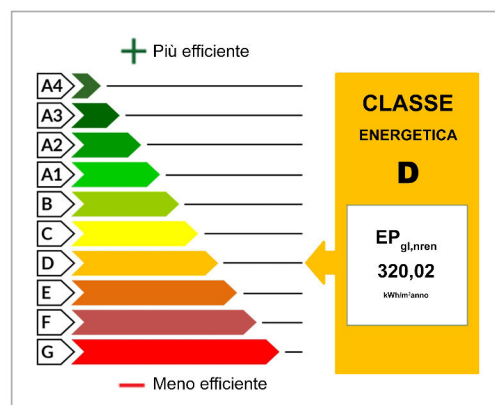 Più efficiente
A4
A3
A2
A1
B
C
D
E
F
G
Meno efficiente
CLASSE
ENERGETICA
D
EPgl,nren
320,02
kWh/m²anno